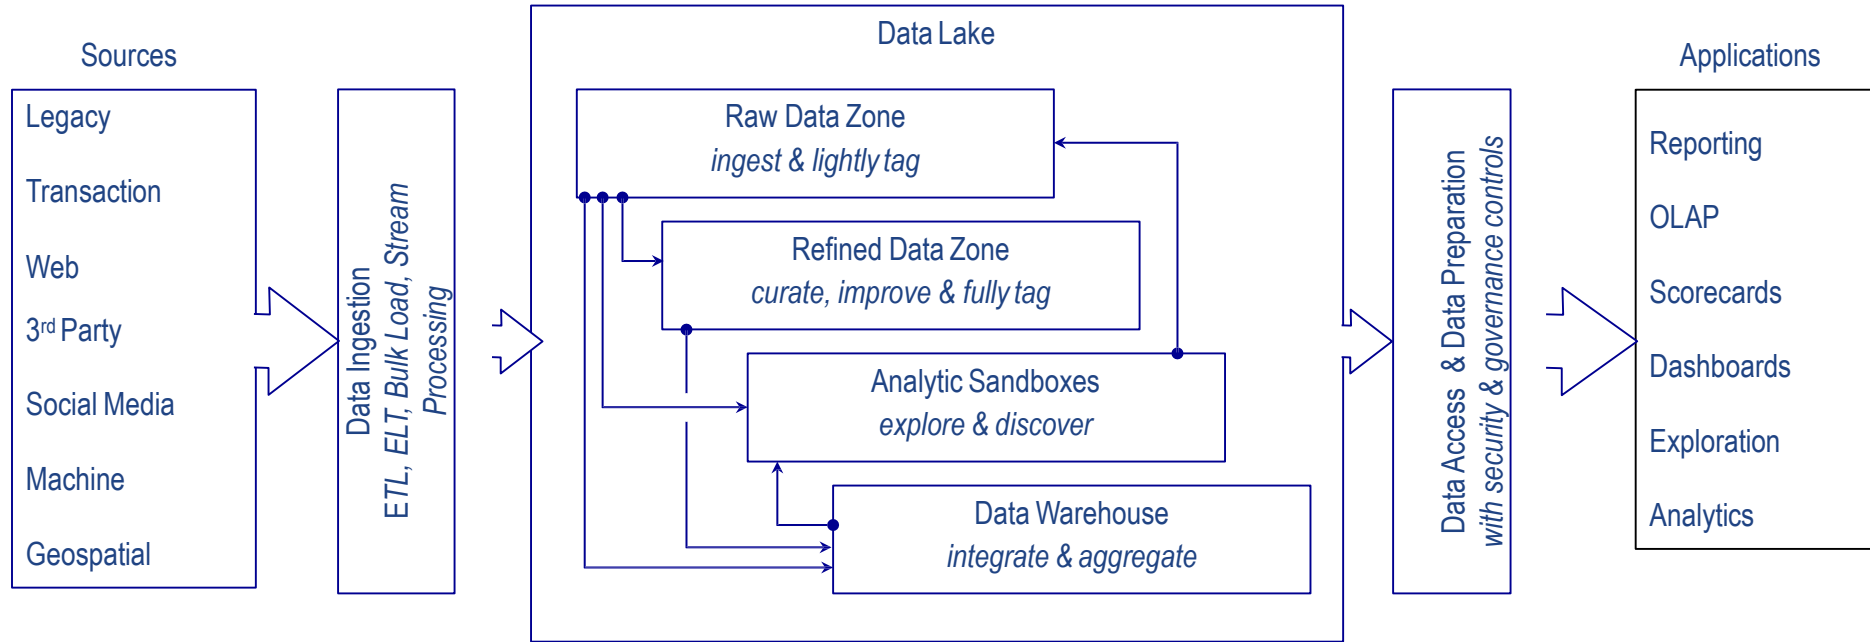 Sources
Legacy
Transaction
Web
3rd Party
Social Media
Machine
Geospatial
Data Ingestion
ETL, ELT, Bulk Load, Stream
Processing
Data Lake
Raw Data Zone
ingest & lightly tag
Refined Data Zone
curate, improve & fully tag
Analytic Sandboxes
explore & discover
Data Warehouse
integrate & aggregate
Data Access & Data Preparation
with security & governance controls
Applications
Reporting
OLAP
Scorecards
Dashboards
Exploration
Analytics